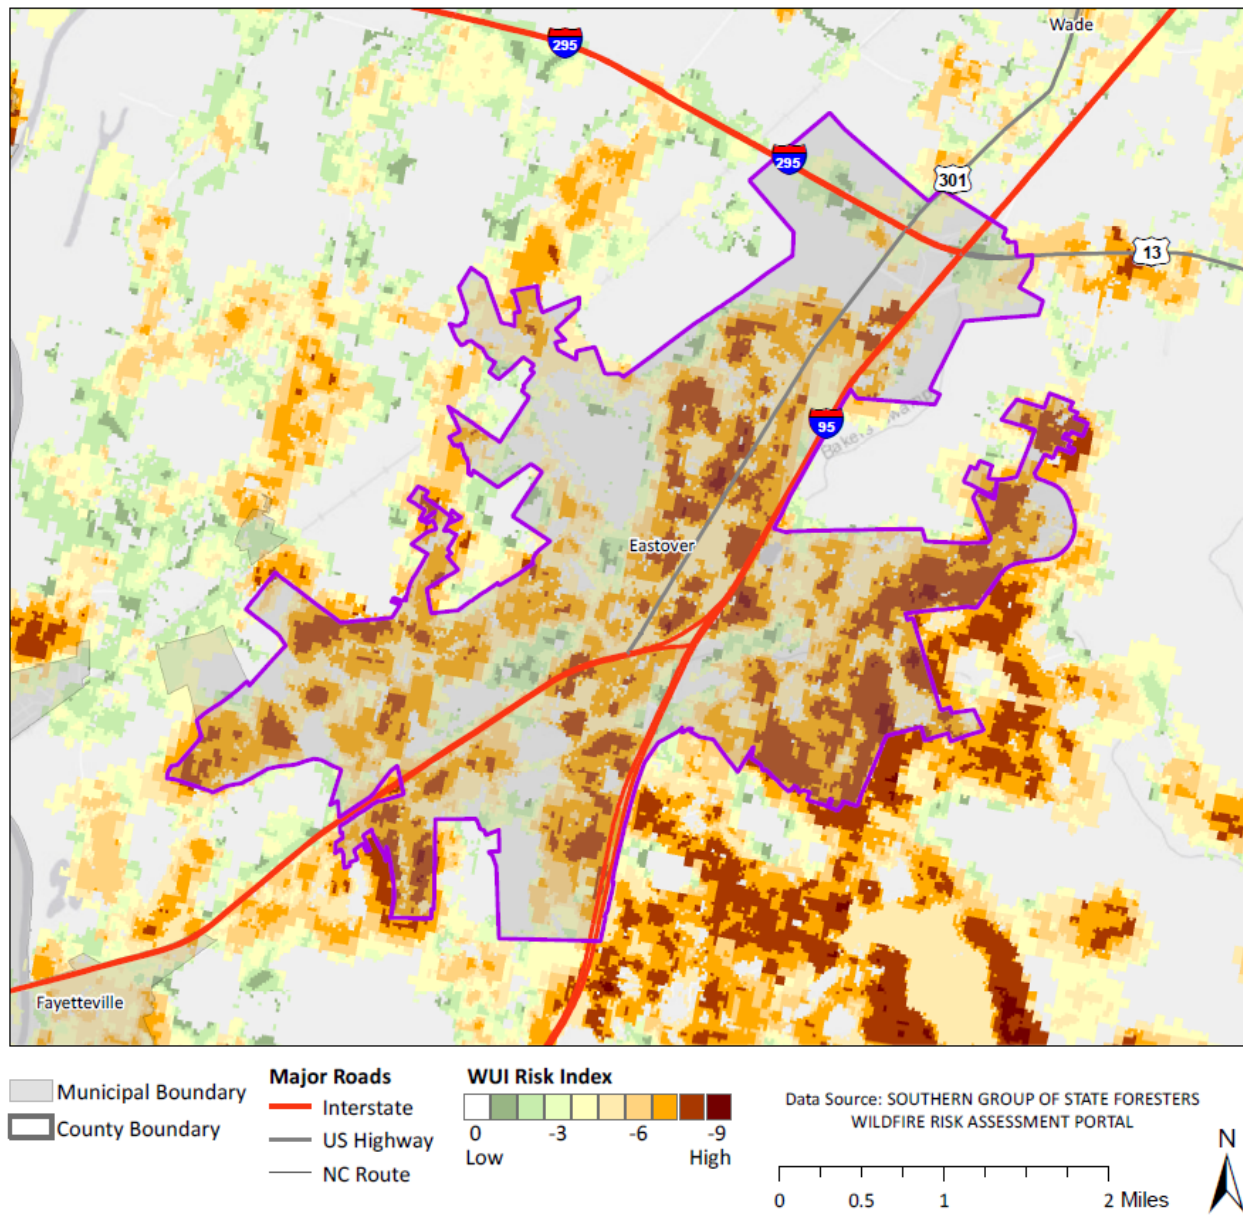 Wade
295
295
301
13
95
Eastover
Fayetteville
Municipal Boundary
County Boundary
Major Roads
Interstate
US Highway
NC Route
WUI Risk Index
0 -3 -6 -9
Low High
Data Source: SOUTHERN GROUP OF STATE FORESTERS
WILDFIRE RISK ASSESSMENT PORTAL
N
0 0.5 1 2 Miles